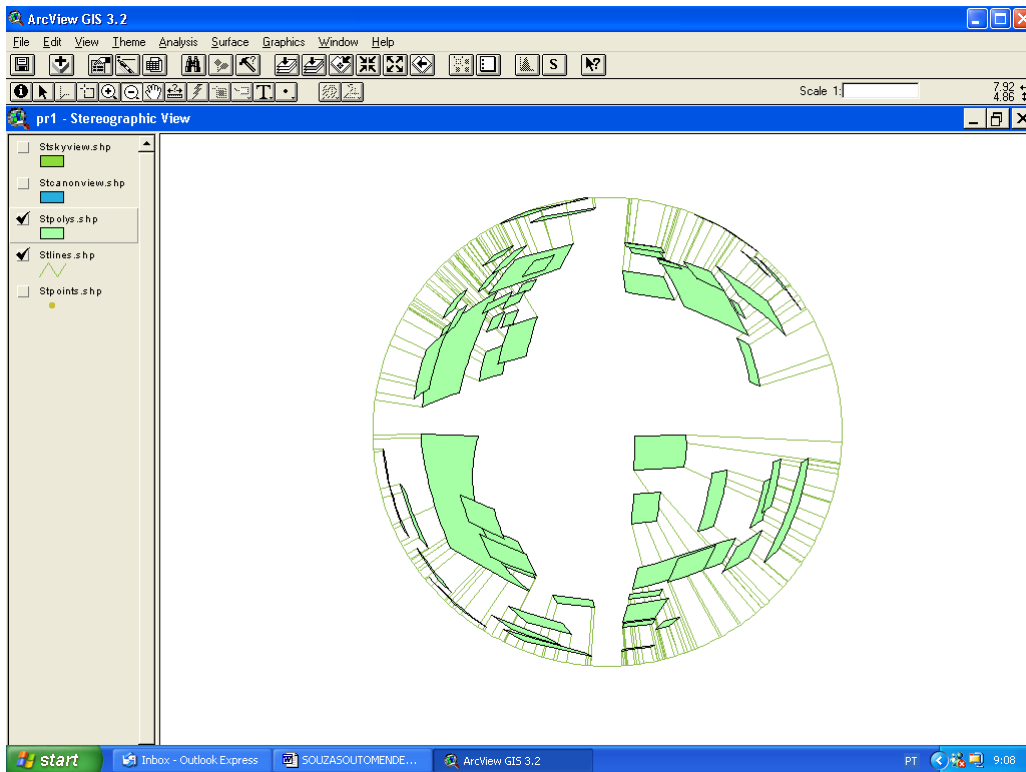 ArcView GIS 3.2
File Edit View Theme Analysis Surface Graphics Window Help
S
T
Scale 1:
7.92
4.86
pr1 - Stereographic View
Stskyview.shp
Stcanonview.shp
Stpolys.shp
Stlines.shp
Stpoints.shp
start Inbox - Outlook Express SOUZASOUTOMENDE... ArcView GIS 3.2 PT 9:08